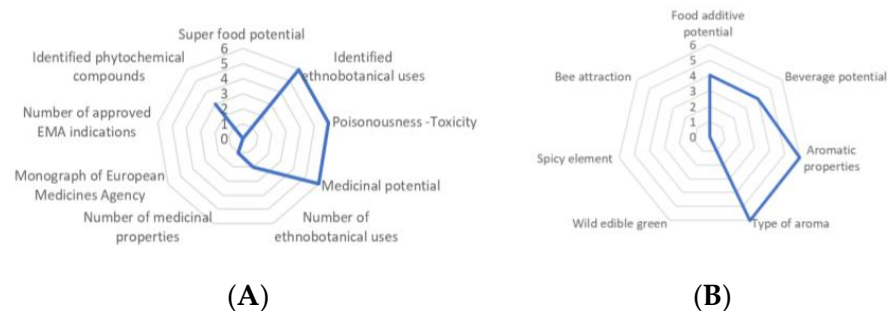 Super food potential
6
5
4
3
2
1
0
Identified
ethnobotanical uses
Poisonousness -Toxicity
Medicinal potential
Number of
ethnobotanical uses
Number of medicinal
properties
Monograph of European
Medicines Agency
Number of approved
EMA indications
Identified phytochemical
compounds
(A)
Food additive
potential
6
5
4
3
2
1
0
Beverage potential
Aromatic
properties
Type of aroma
Wild edible green
Spicy element
Bee attraction
(B)